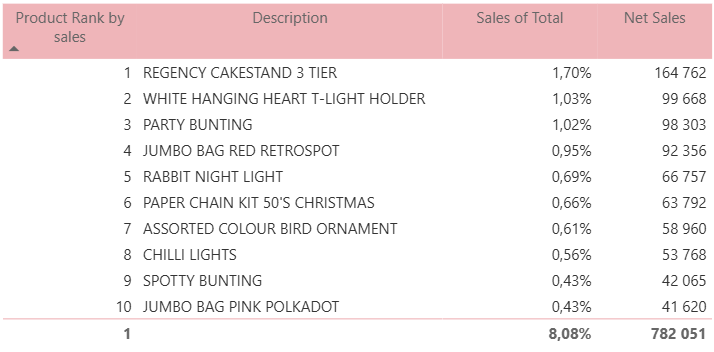 Product Rank by sales Description Sales of Total Net Sales
1 REGENCY CAKESTAND 3 TIER 1,70% 164 762
2 WHITE HANGING HEART T-LIGHT HOLDER 1,03% 99 668
3 PARTY BUNTING 1,02% 98 303
4 JUMBO BAG RED RETROSPOT 0,95% 92 356
5 RABBIT NIGHT LIGHT 0,69% 66 757
6 PAPER CHAIN KIT 50'S CHRISTMAS 0,66% 63 792
7 ASSORTED COLOUR BIRD ORNAMENT 0,61% 58 960
8 CHILLI LIGHTS 0,56% 53 768
9 SPOTTY BUNTING 0,43% 42 065
10 JUMBO BAG PINK POLKADOT 0,43% 41 620
1 8,08% 782 051